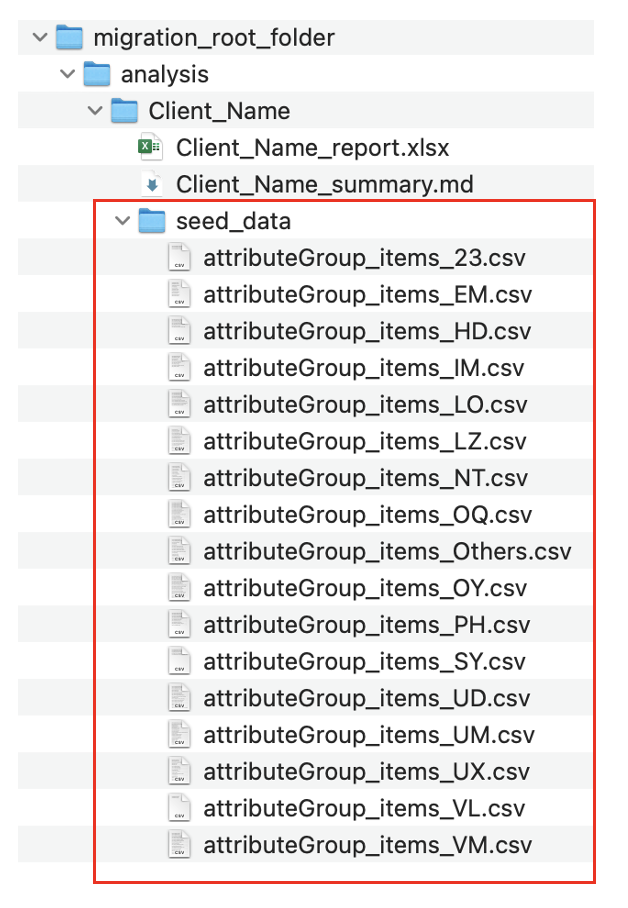 migration_root_folder
analysis
Client_Name
Client_Name_report.xlsx
Client_Name_summary.md
seed_data
attributeGroup_items_23.csv
attributeGroup_items_EM.csv
attributeGroup_items_HD.csv
attributeGroup_items_IM.csv
attributeGroup_items_LO.csv
attributeGroup_items_LZ.csv
attributeGroup_items_NT.csv
attributeGroup_items_OQ.csv
attributeGroup_items_Others.csv
attributeGroup_items_OY.csv
attributeGroup_items_PH.csv
attributeGroup_items_SY.csv
attributeGroup_items_UD.csv
attributeGroup_items_UM.csv
attributeGroup_items_UX.csv
attributeGroup_items_VL.csv
attributeGroup_items_VM.csv